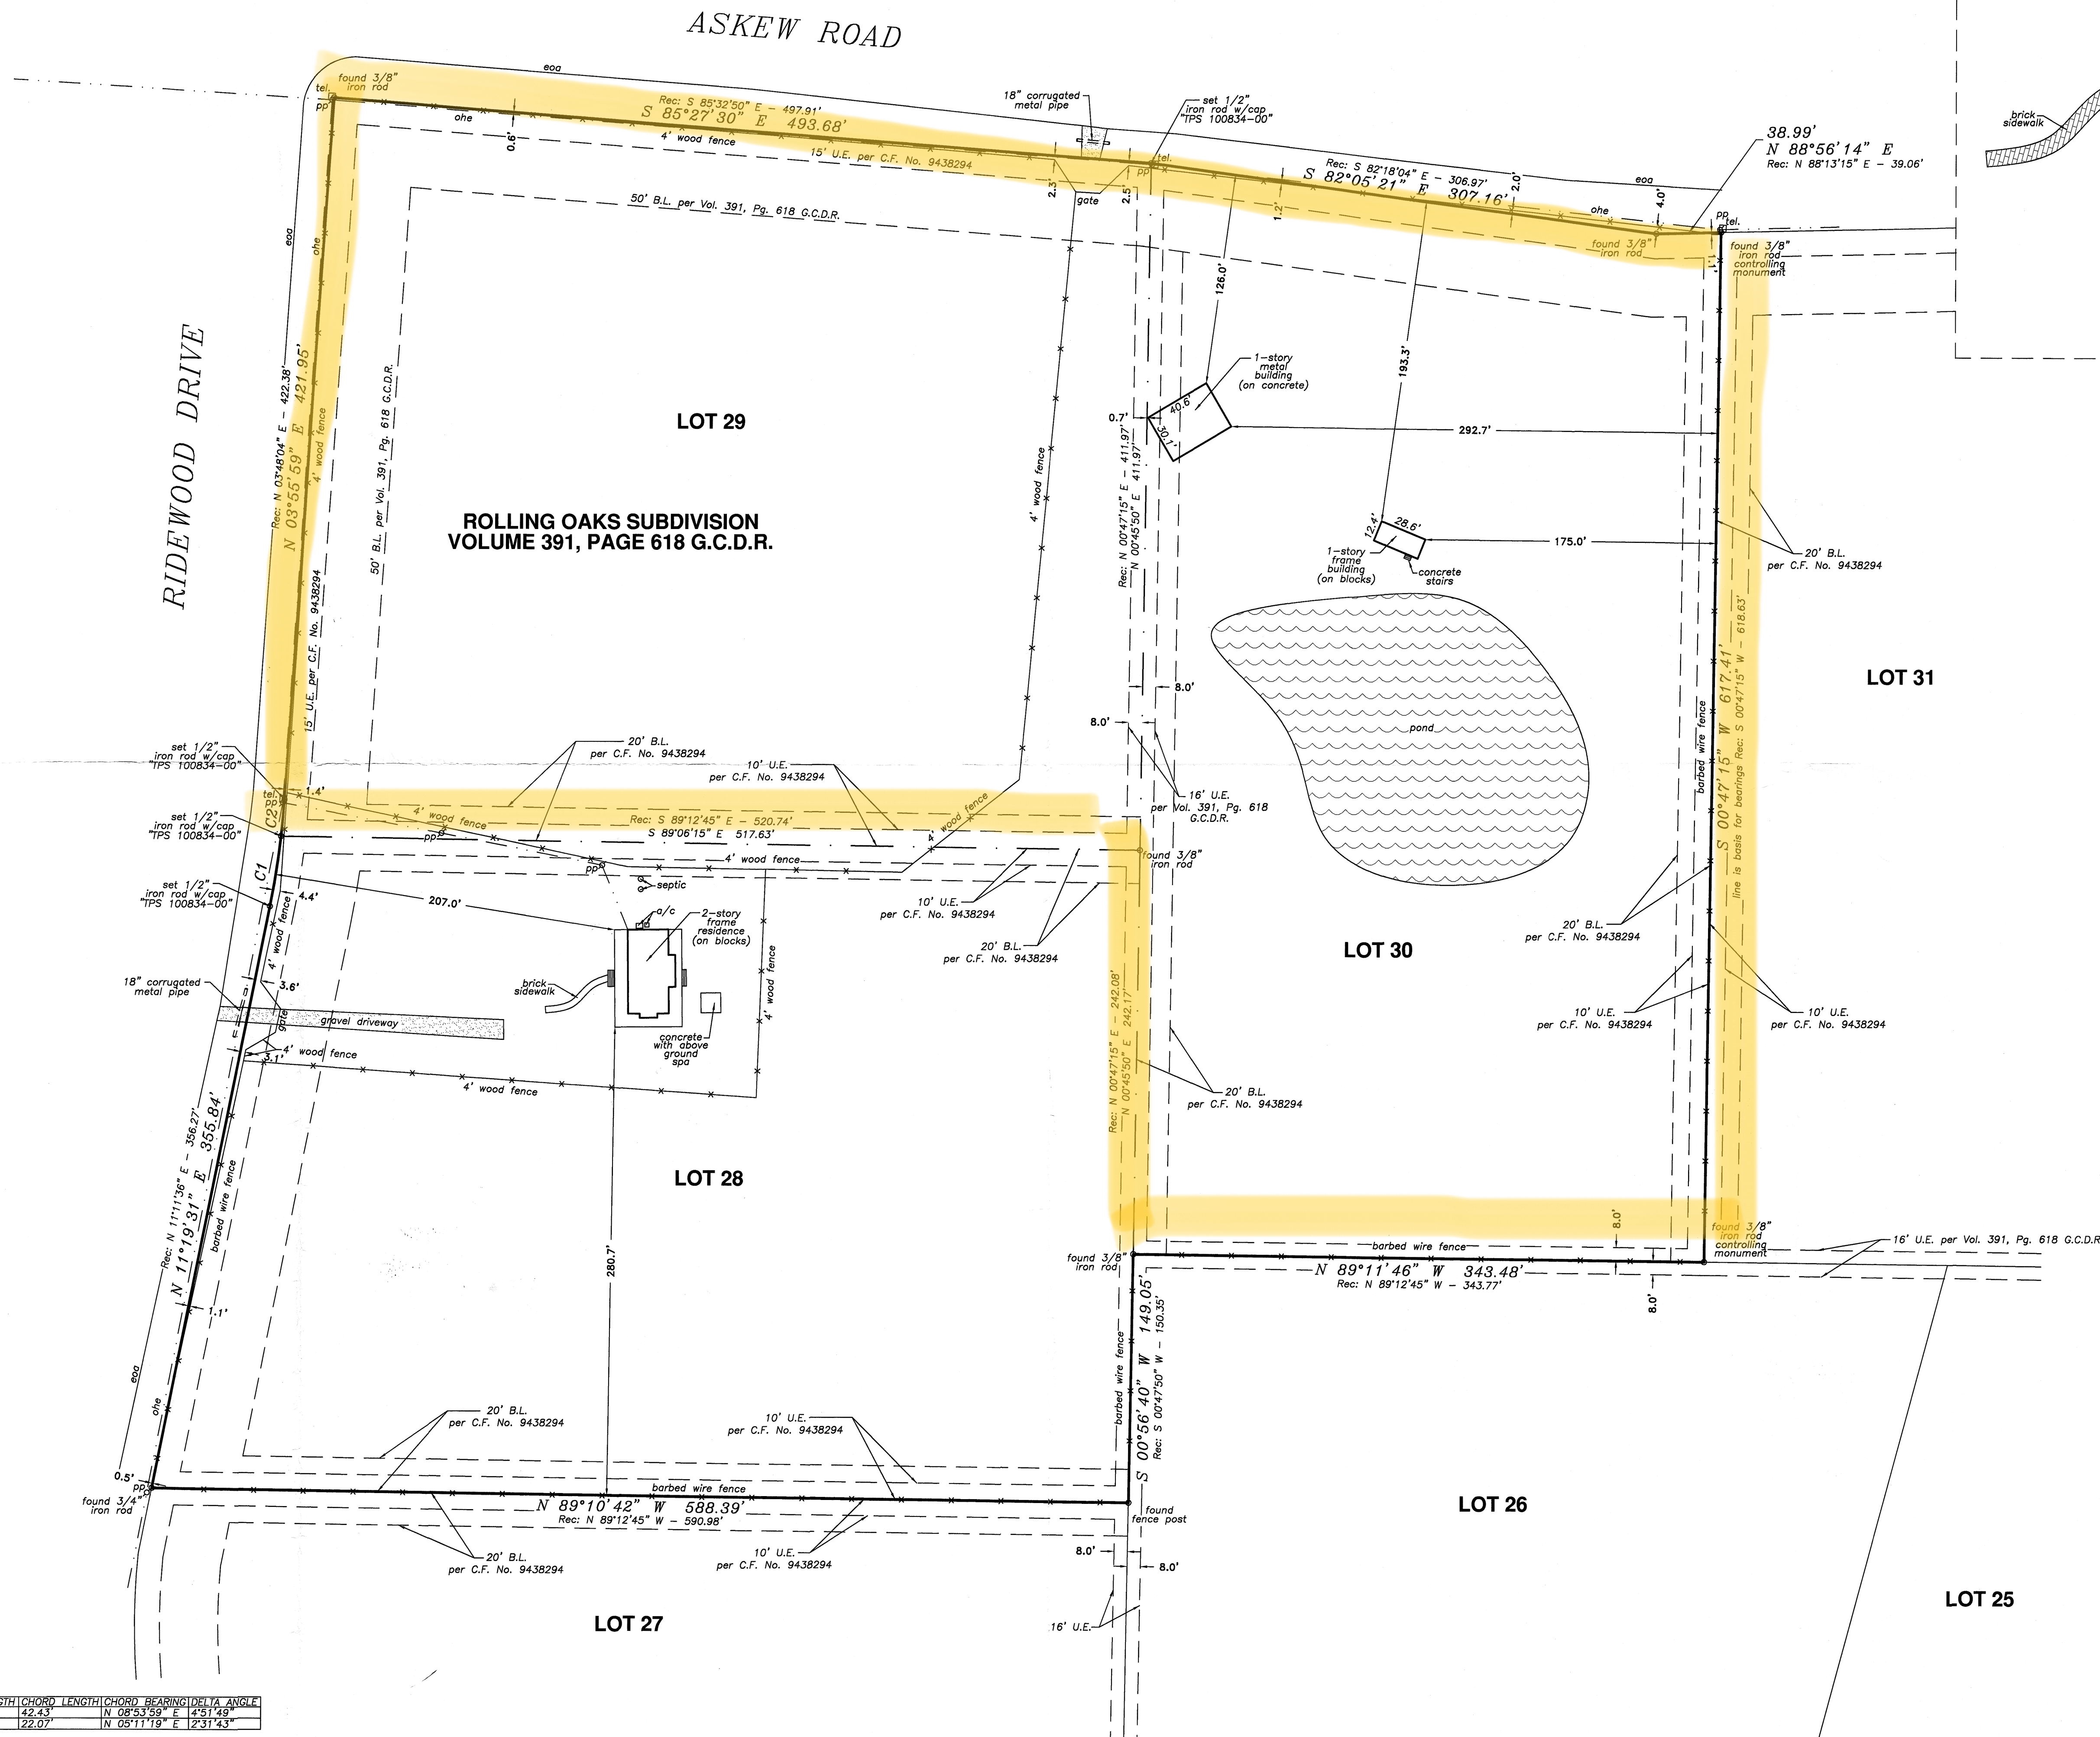 ASKEW ROAD
eoa
found 3/8"
iron rod
tel.
pp
Rec: S 85°32'50" E - 497.91'
S 85°27'30" E 493.68'
ohe
0.6'
4' wood fence
15' U.E. per C.F. No. 9438294
18" corrugated
metal pipe
set 1/2"
iron rod w/cap
"TPS 100834-00"
tel.
pp
2.3'
2.5'
gate
Rec: S 82°18'04" E - 306.97'
S 82°05'21" E 307.16'
1.2'
2.0'
ohe
eoa
4.0'
found 3/8"
iron rod
38.99'
N 88°56'14" E
Rec: N 88°13'15" E - 39.06'
brick
sidewalk
pp
tel.
found 3/8"
iron rod
controlling
monument
1.1'
50' B.L. per Vol. 391, Pg. 618 G.C.D.R.
eoa
ohe
RIDEWOOD DRIVE
Rec: N 03°48'04" E - 422.38'
N 03°55'59" E 421.95'
4' wood fence
15' U.E. per C.F. No. 9438294
50' B.L. per Vol. 391, Pg. 618 G.C.D.R.
LOT 29
ROLLING OAKS SUBDIVISION
VOLUME 391, PAGE 618 G.C.D.R.
4' wood fence
126.0'
193.3'
1-story
metal
building
(on concrete)
40.6'
30.1'
0.7'
292.7'
Rec: N 00°47'15" E - 411.97'
N 00°45'50" E 411.97'
12.4'
28.6'
1-story
frame
building
(on blocks)
concrete
stairs
175.0'
20' B.L.
per C.F. No. 9438294
pond
8.0'
8.0'
16' U.E.
per Vol. 391, Pg. 618
G.C.D.R.
barbed wire fence
S 00°47'15" W 617.41'
line is basis for bearings Rec: S 00°47'15" W - 618.63'
LOT 31
set 1/2"
iron rod w/cap
"TPS 100834-00"
tel.
pp
1.4'
C2
set 1/2"
iron rod w/cap
"TPS 100834-00"
C1
set 1/2"
iron rod w/cap
"TPS 100834-00"
20' B.L.
per C.F. No. 9438294
10' U.E.
per C.F. No. 9438294
4' wood fence
pp
Rec: S 89°12'45" E - 520.74'
S 89°06'15" E 517.63'
4' wood fence
4' wood fence
pp
found 3/8"
iron rod
4.4'
4' wood fence
207.0'
septic
a/c
2-story
frame
residence
(on blocks)
10' U.E.
per C.F. No. 9438294
20' B.L.
per C.F. No. 9438294
20' B.L.
per C.F. No. 9438294
LOT 30
3.6'
18" corrugated
metal pipe
brick
sidewalk
gravel driveway
gate
4' wood fence
3.1'
4' wood fence
concrete
with above
ground
spa
4' wood fence
Rec: N 00°47'15" E - 242.08'
N 00°45'50" E 242.17'
10' U.E.
per C.F. No. 9438294
10' U.E.
per C.F. No. 9438294
20' B.L.
per C.F. No. 9438294
Rec: N 11°11'36" E - 356.27'
N 11°19'31" E 355.84'
barbed wire fence
1.1'
LOT 28
280.7'
found 3/8"
iron rod
barbed wire fence
8.0'
found 3/8"
iron rod
controlling
monument
16' U.E. per Vol. 391, Pg. 618 G.C.D.R
N 89°11'46" W 343.48'
Rec: N 89°12'45" W - 343.77'
8.0'
barbed wire fence
S 00°56'40" W 149.05'
Rec: S 00°47'50" W - 150.35'
eoa
ohe
20' B.L.
per C.F. No. 9438294
10' U.E.
per C.F. No. 9438294
0.5'
pp
found 3/4"
iron rod
barbed wire fence
N 89°10'42" W 588.39'
Rec: N 89°12'45" W - 590.98'
found
fence post
LOT 26
20' B.L.
per C.F. No. 9438294
10' U.E.
per C.F. No. 9438294
8.0'
8.0'
LOT 27
16' U.E.
LOT 25
GTH CHORD LENGTH CHORD BEARING DELTA ANGLE
42.43' N 08°53'59" E 4°51'49"
22.07' N 05°11'19" E 2°31'43"